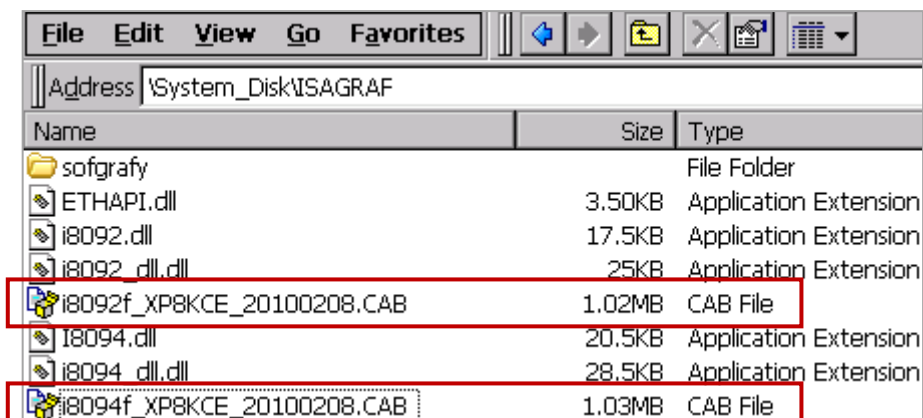 File Edit View Go Favorites
Address \System_Disk\ISAGRAF
Name Size Type
sofgrafy File Folder
ETHAPI.dll 3.50KB Application Extension
i8092.dll 17.5KB Application Extension
i8092_dll.dll 25KB Application Extension
i8092f_XP8KCE_20100208.CAB 1.02MB CAB File
I8094.dll 20.5KB Application Extension
i8094_dll.dll 28.5KB Application Extension
i8094f_XP8KCE_20100208.CAB 1.03MB CAB File